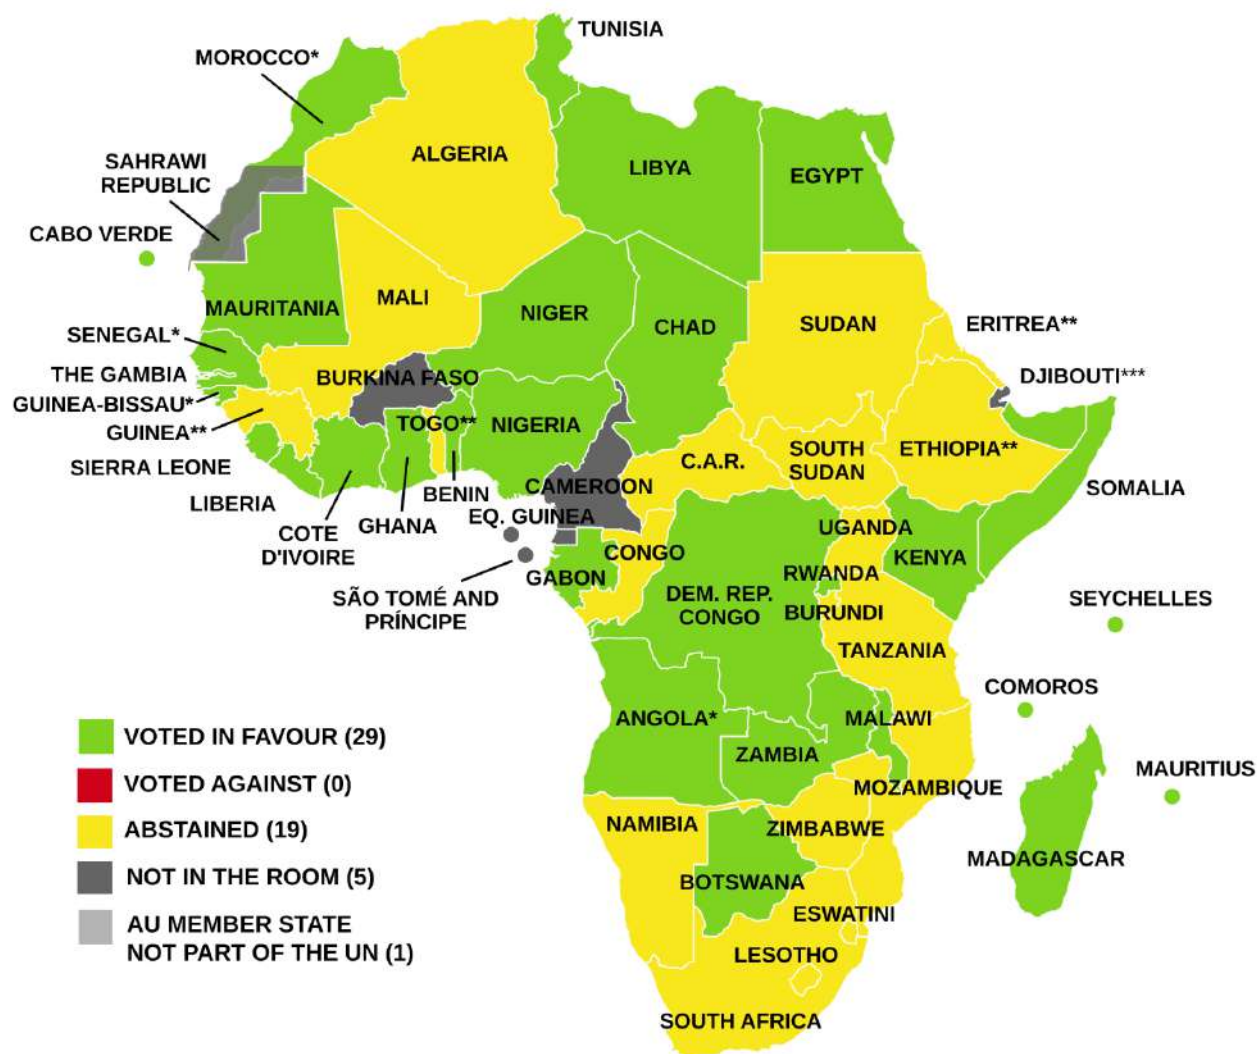 TUNISIA
MOROCCO*
ALGERIA
LIBYA
EGYPT
SAHRAWI
REPUBLIC
CABO VERDE
MAURITANIA
MALI
NIGER
CHAD
SUDAN
ERITREA**
SENEGAL*
THE GAMBIA
BURKINA FASO
DJIBOUTI***
GUINEA-BISSAU*
GUINEA**
TOGO**
NIGERIA
SOUTH
SUDAN
ETHIOPIA**
C.A.R.
SIERRA LEONE
LIBERIA
BENIN
CAMEROON
SOMALIA
COTE
D'IVOIRE
GHANA
EQ. GUINEA
UGANDA
CONGO
KENYA
GABON
RWANDA
SÃO TOMÉ AND
PRÍNCIPE
DEM. REP.
CONGO
BURUNDI
SEYCHELLES
TANZANIA
COMOROS
ANGOLA*
MALAWI
ZAMBIA
MAURITIUS
MOZAMBIQUE
NAMIBIA
ZIMBABWE
MADAGASCAR
BOTSWANA
ESWATINI
LESOTHO
SOUTH AFRICA
VOTED IN FAVOUR (29)
VOTED AGAINST (0)
ABSTAINED (19)
NOT IN THE ROOM (5)
AU MEMBER STATE
NOT PART OF THE UN (1)